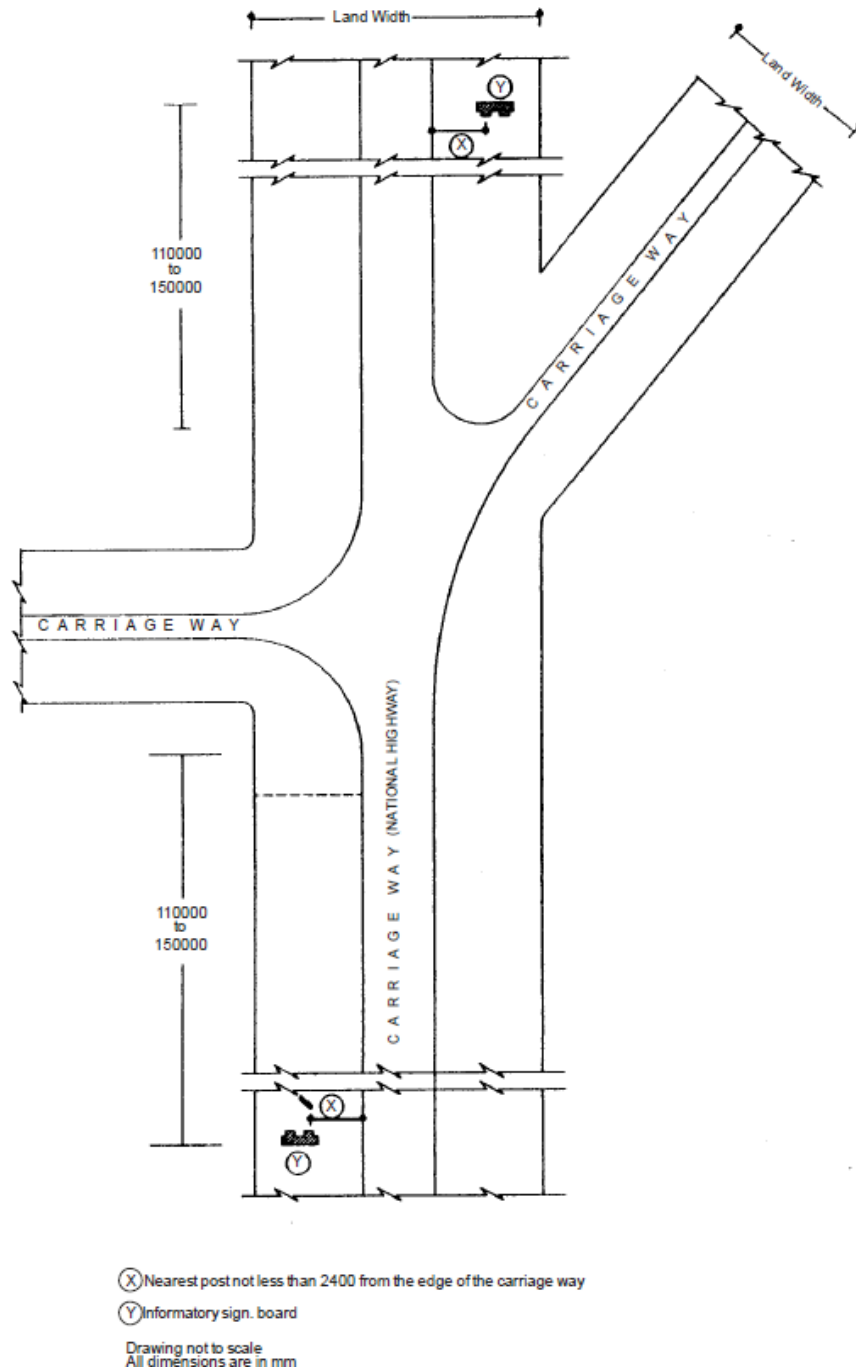 Land Width
Land Width
Y
X
110000
to
150000
CARRIAGE WAY
CARRIAGE WAY
CARRIAGE WAY (NATIONAL HIGHWAY)
110000
to
150000
X
Y
X Nearest post not less than 2400 from the edge of the carriage way
Y Informatory sign. board
Drawing not to scale
All dimensions are in mm